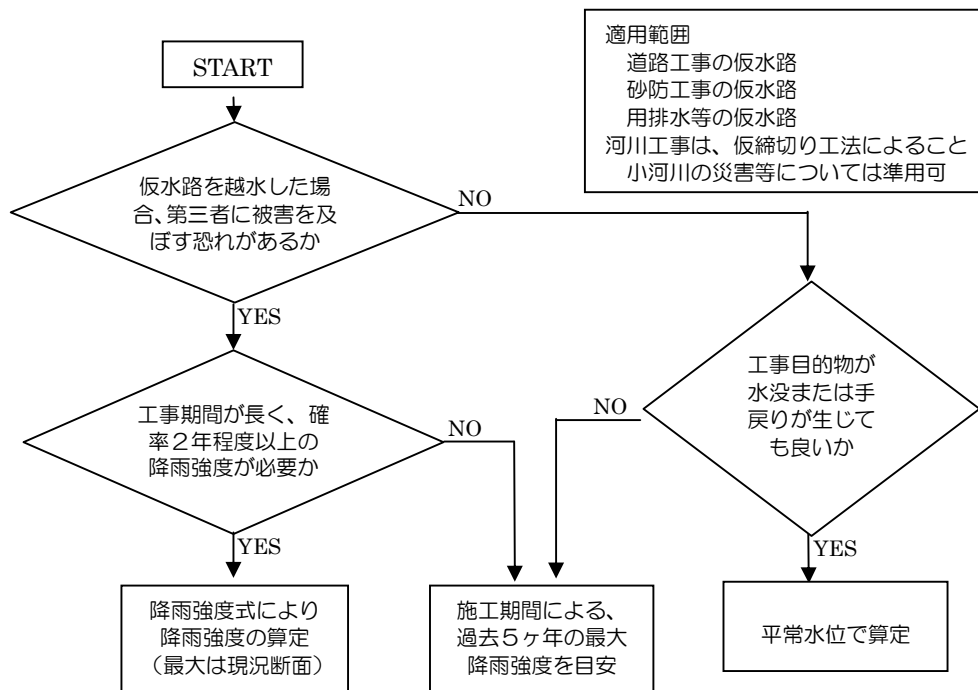 START
適用範囲
道路工事の仮水路
砂防工事の仮水路
用排水等の仮水路
河川工事は、仮締切り工法によること
小河川の災害等については準用可
仮水路を越水した場
合、第三者に被害を及
ぼす恐れがあるか
NO
YES
工事目的物が
水没または手
戻りが生じて
も良いか
NO
YES
工事期間が長く、確
率２年程度以上の
降雨強度が必要か
NO
YES
降雨強度式により
降雨強度の算定
（最大は現況断面）
施工期間による、
過去５ヶ年の最大
降雨強度を目安
平常水位で算定